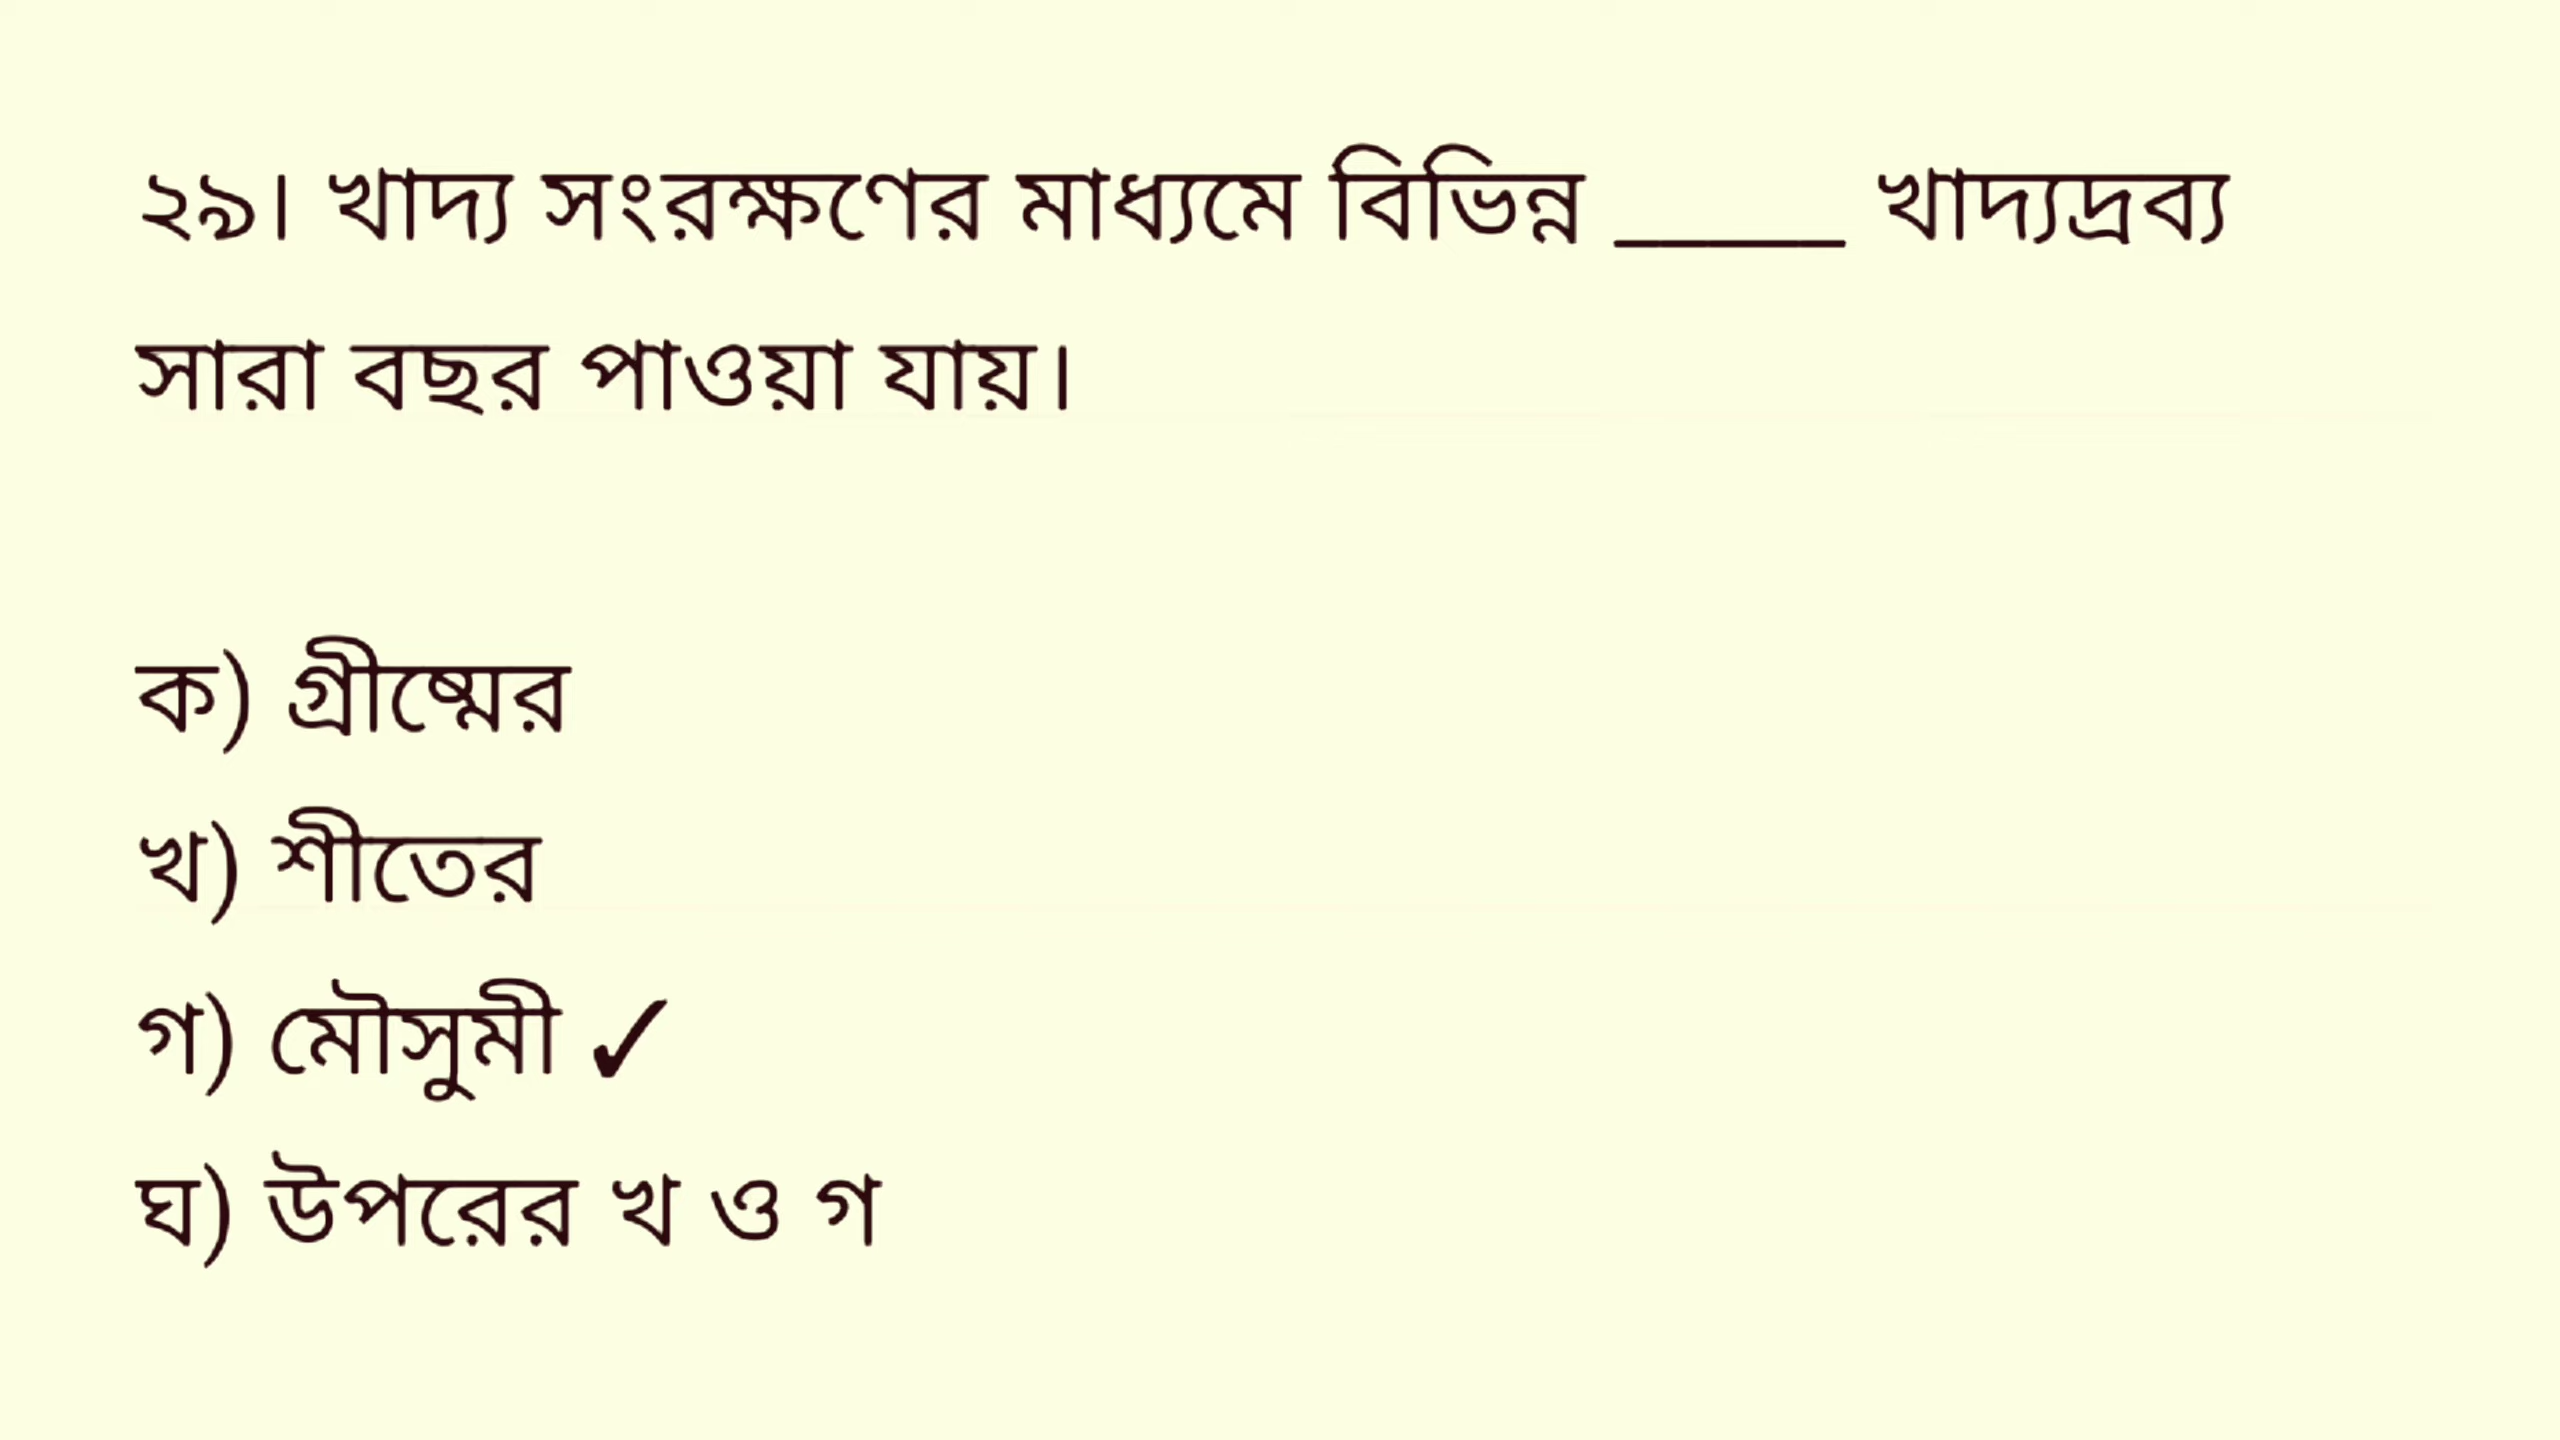 ২৯। খাদ্য সংরক্ষণের মাধ্যমে বিভিন্ন _____ খাদ্যদ্রব্য
সারা বছর পাওয়া যায়।
ক) গ্রীষ্মের
খ) শীতের
গ) মৌসুমী ✓
ঘ) উপরের খ ও গ